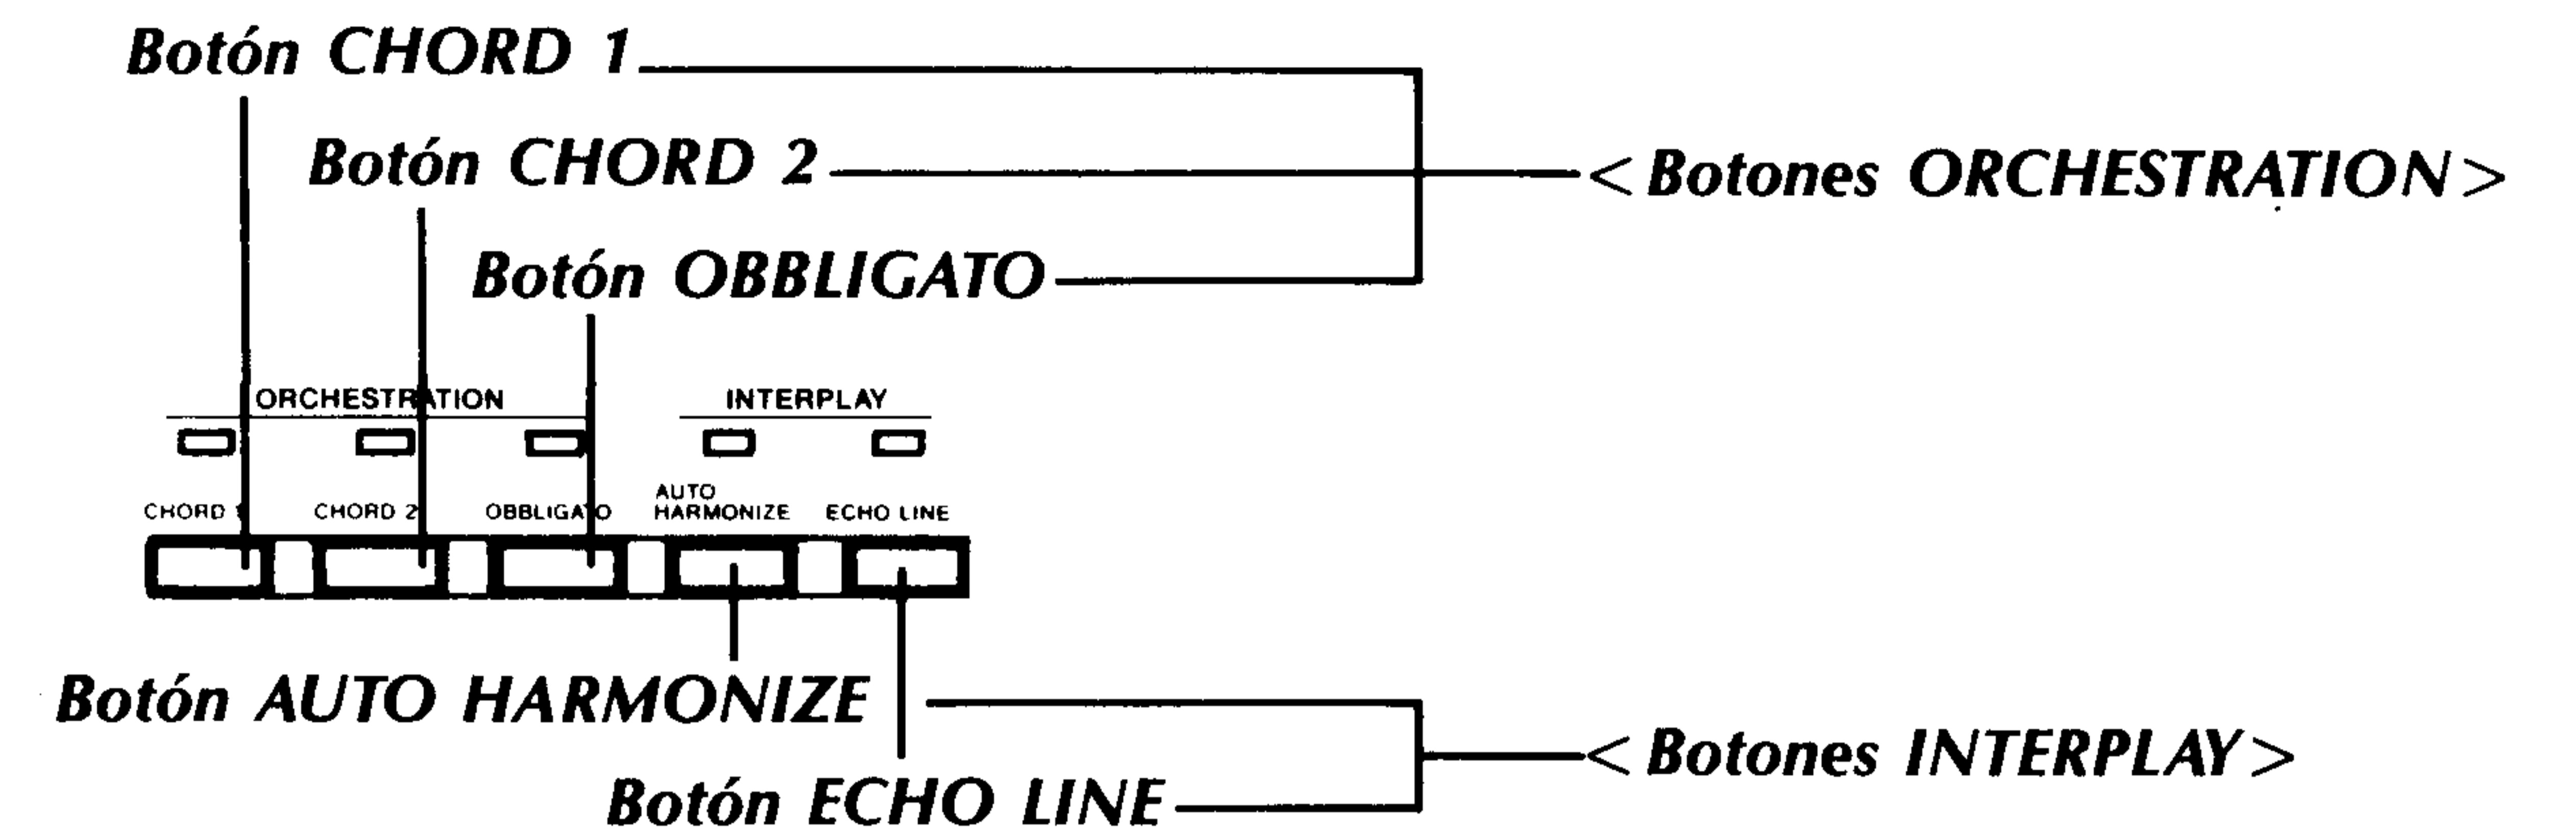 Botón CHORD 1
Botón CHORD 2
<Botones ORCHESTRATION>
Botón OBBLIGATO
ORCHESTRATION INTERPLAY
AUTO
CHORD 1 CHORD 2 OBBLIGATO HARMONIZE ECHO LINE
Botón AUTO HARMONIZE
<Botones INTERPLAY>
Botón ECHO LINE